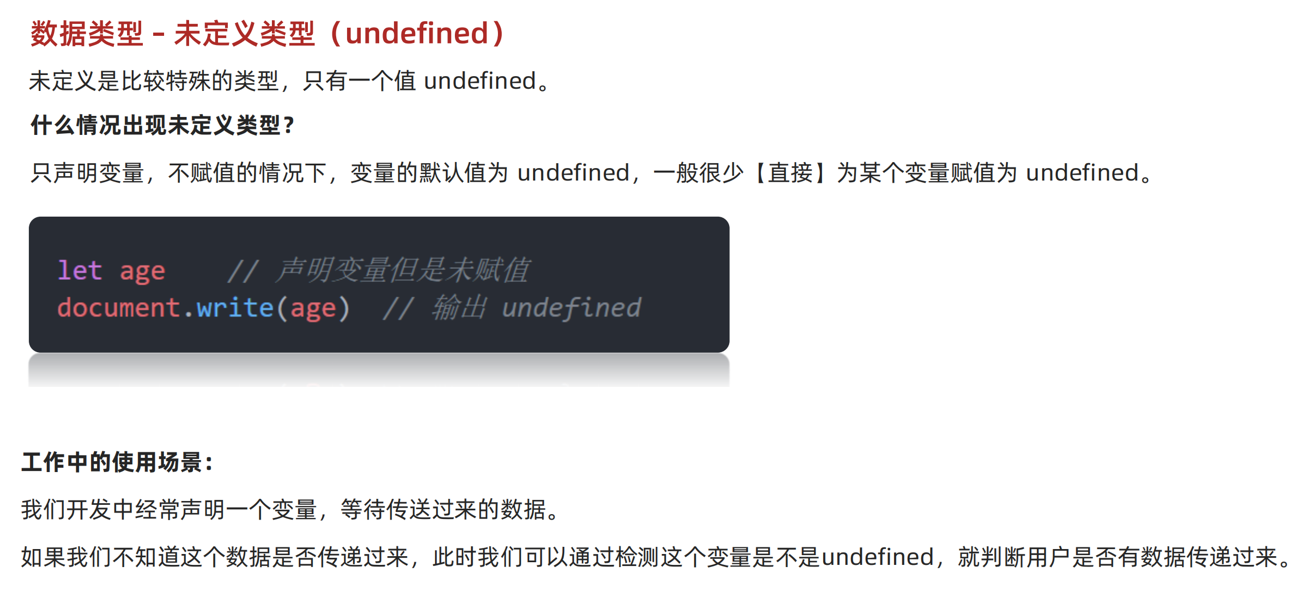 数据类型 – 未定义类型（undefined）
未定义是比较特殊的类型，只有一个值 undefined。
什么情况出现未定义类型？
只声明变量，不赋值的情况下，变量的默认值为 undefined，一般很少【直接】为某个变量赋值为 undefined。
let age    // 声明变量但是未赋值
document.write(age)  // 输出 undefined
工作中的使用场景：
我们开发中经常声明一个变量，等待传送过来的数据。
如果我们不知道这个数据是否传递过来，此时我们可以通过检测这个变量是不是undefined，就判断用户是否有数据传递过来。